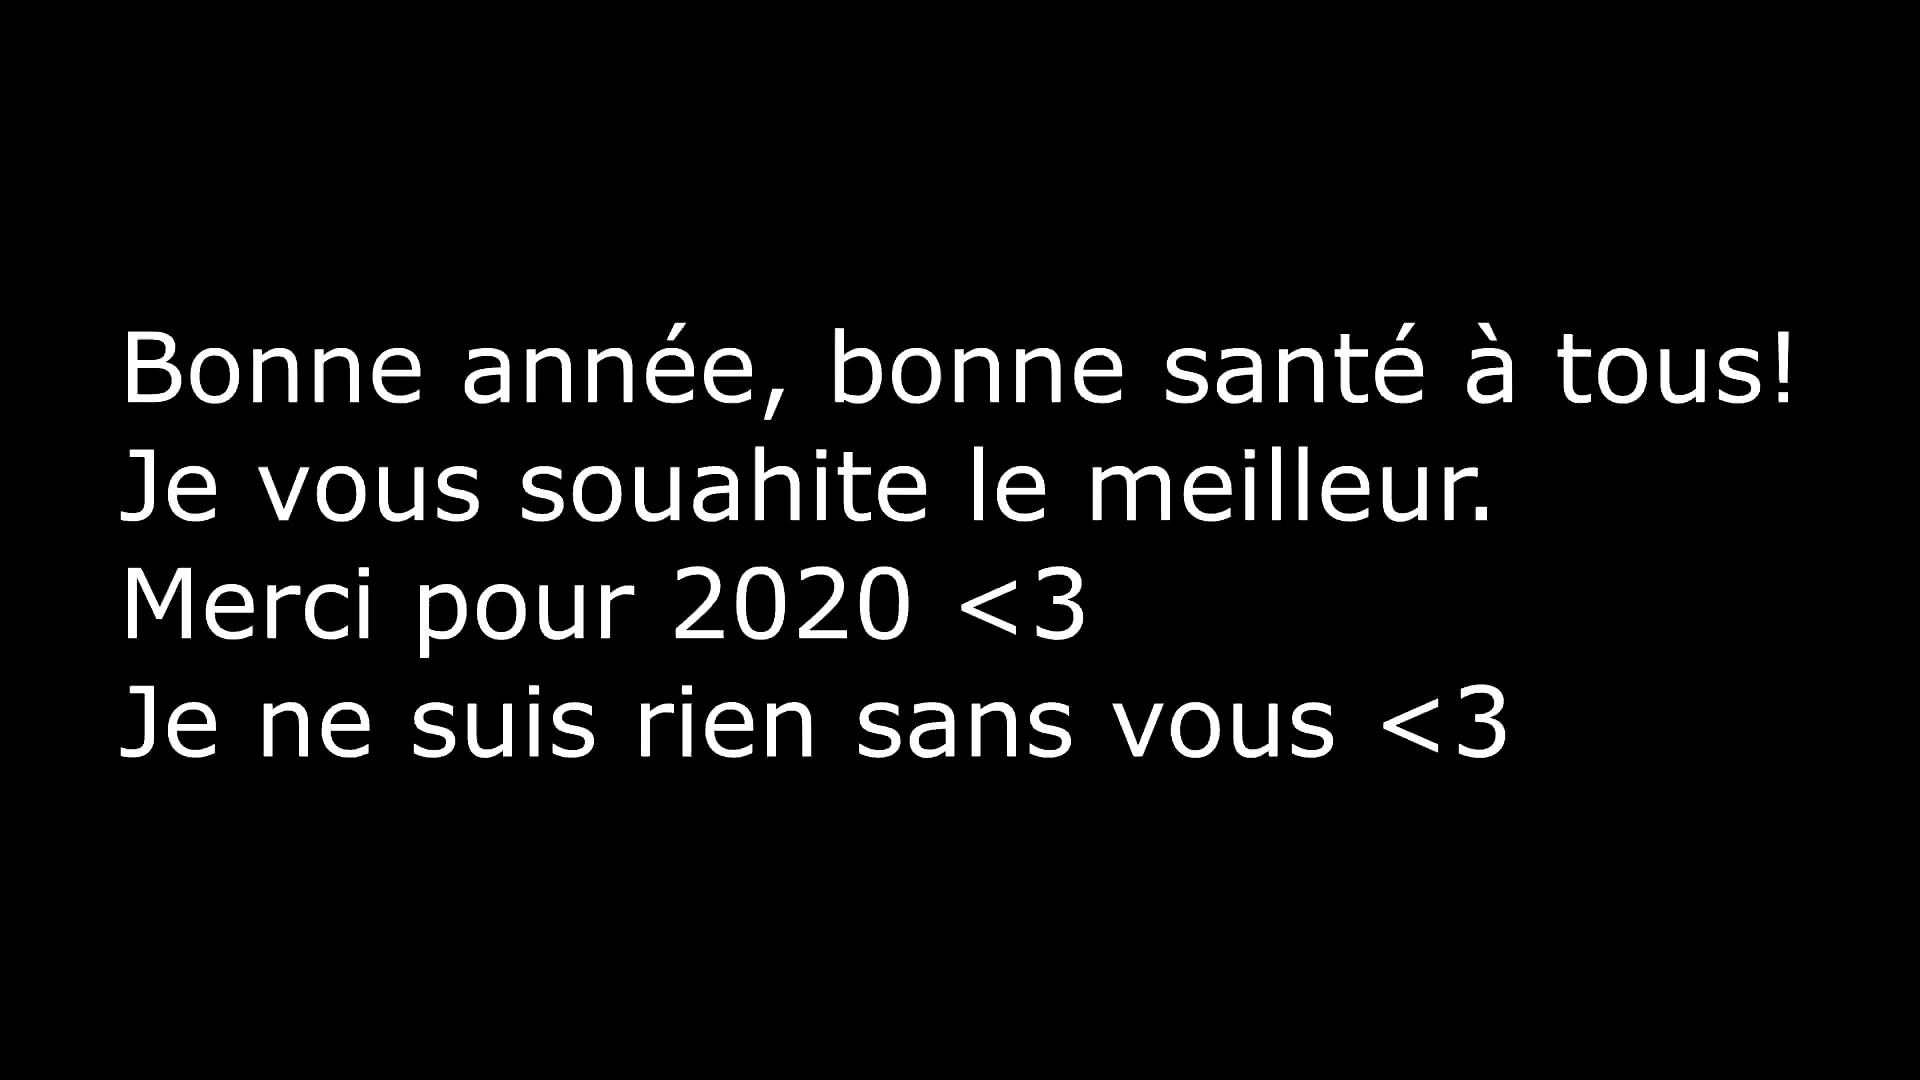 Bonne année, bonne santé à tous!
Je vous souahite le meilleur.
Merci pour 2020 <3
Je ne suis rien sans vous <3